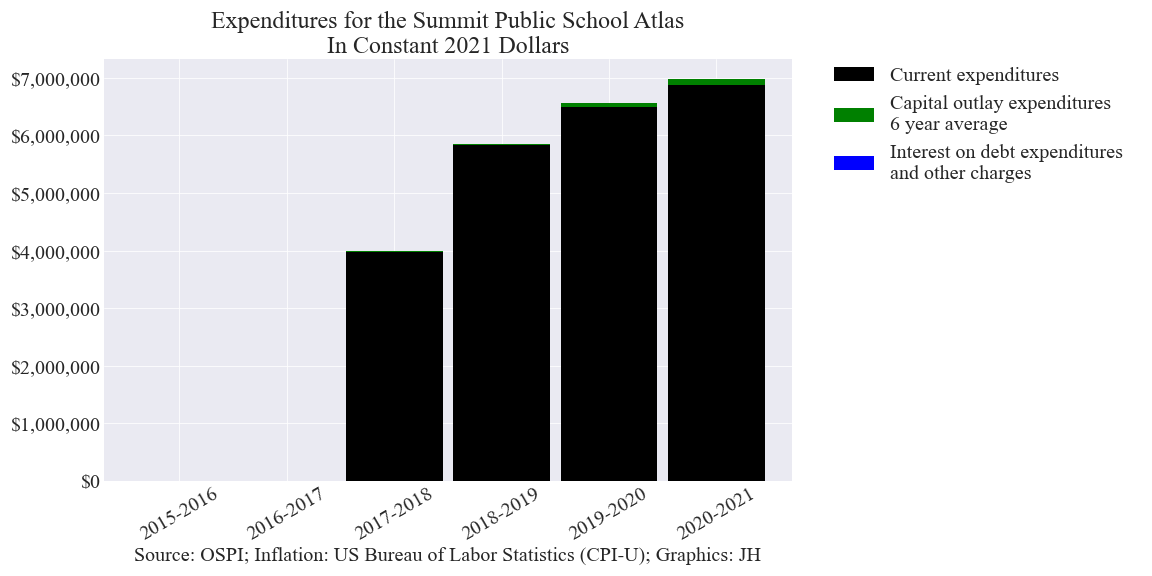 Expenditures for the Summit Public School Atlas
In Constant 2021 Dollars
$7,000,000
$6,000,000
$5,000,000
$4,000,000
$3,000,000
$2,000,000
$1,000,000
$0
2015-2016
2016-2017
2017-2018
2018-2019
2019-2020
2020-2021
Source: OSPI; Inflation: US Bureau of Labor Statistics (CPI-U); Graphics: JH
Current expenditures
Capital outlay expenditures
6 year average
Interest on debt expenditures
and other charges